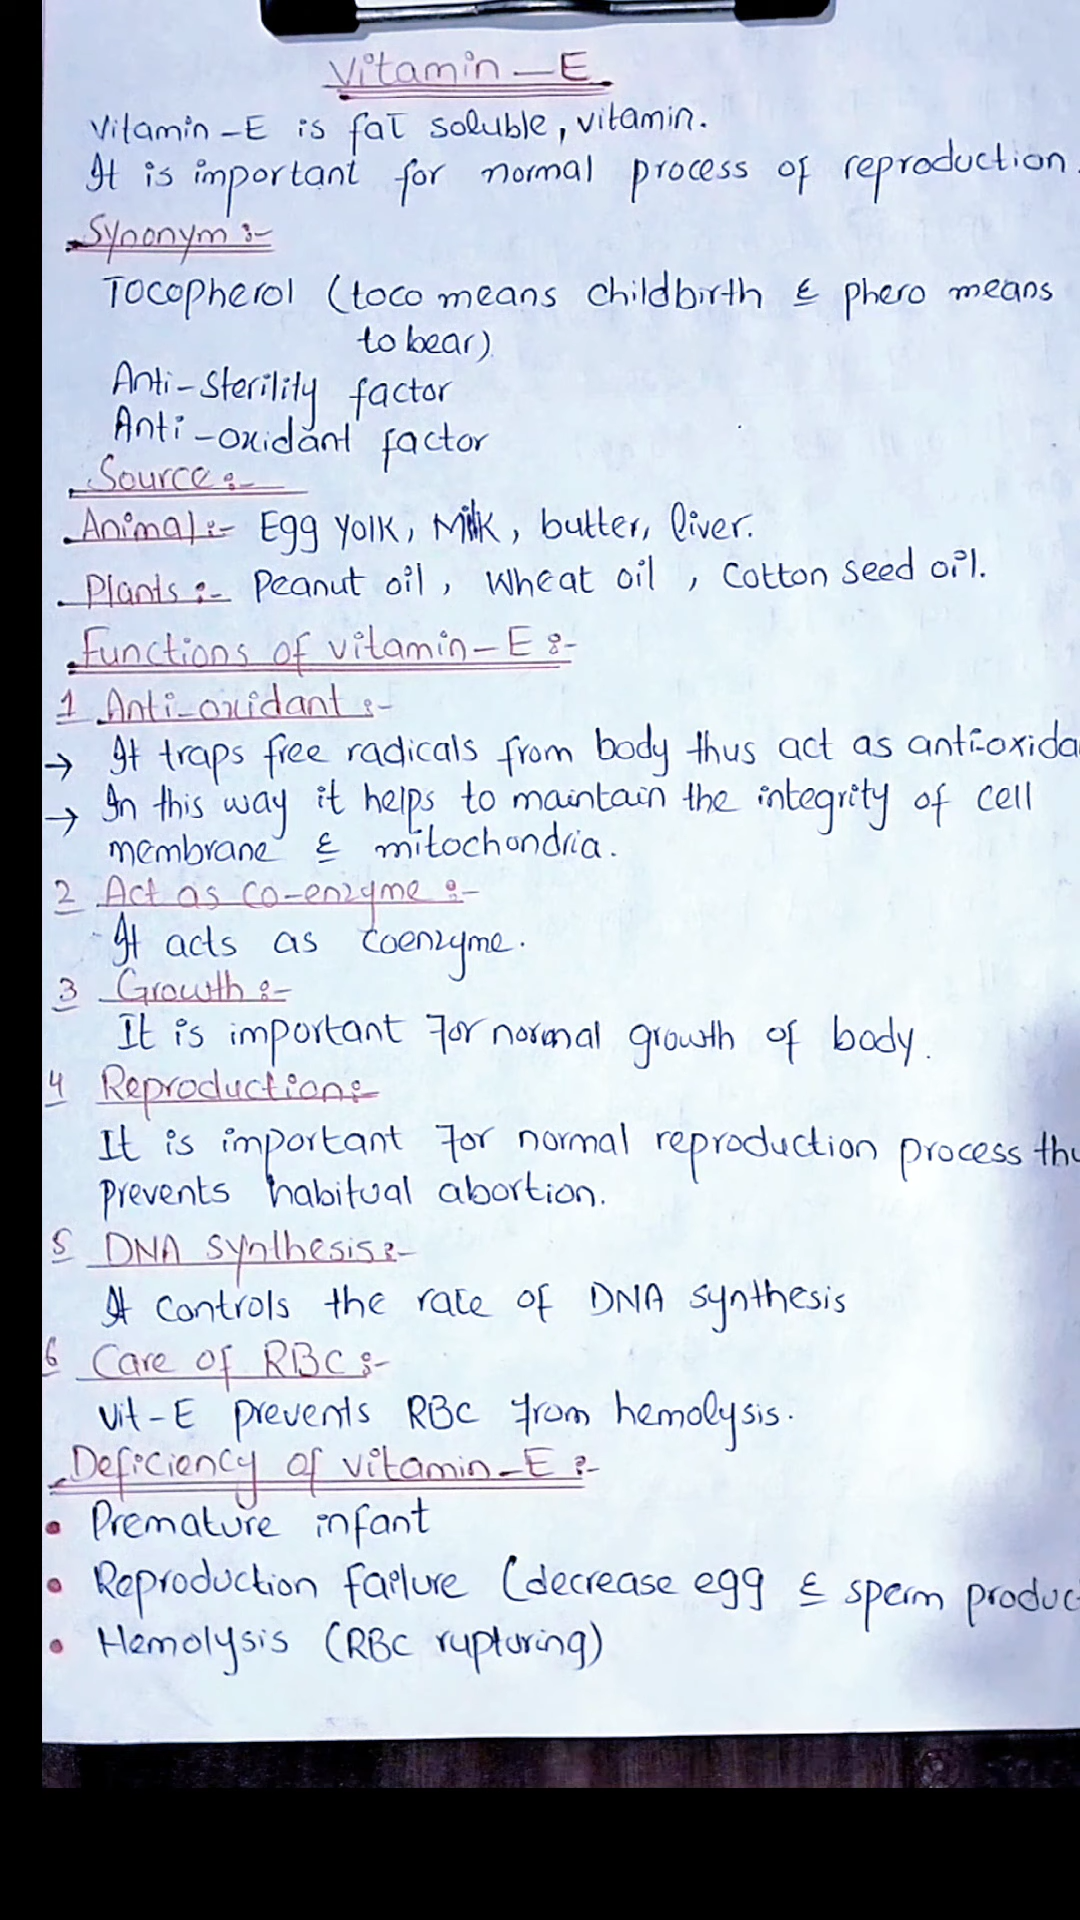 Vitamin - E
Vitamin - E is fat soluble, vitamin.
It is important for normal process of reproduction.
Synonym :-
Tocopherol (toco means childbirth & phero means
to bear)
Anti-sterility factor
Anti-oxidant factor
Source :-
Animal :- Egg yolk, Milk, butter, liver.
Plants :- Peanut oil, Wheat oil, Cotton seed oil.
Functions of vitamin-E :-
1 Anti-oxidant :-
→ It traps free radicals from body thus act as anti-oxida
→ In this way it helps to maintain the integrity of cell
membrane & mitochondria.
2 Act as co-enzyme :-
It acts as coenzyme.
3 Growth :-
It is important for normal growth of body.
4 Reproduction :-
It is important for normal reproduction process thu
prevents habitual abortion.
5 DNA synthesis :-
It controls the rate of DNA synthesis
6 Care of RBC :-
Vit-E prevents RBC from hemolysis.
Deficiency of vitamin-E :-
• Premature infant
• Reproduction failure (decrease egg & sperm produc
• Hemolysis (RBC rupturing)